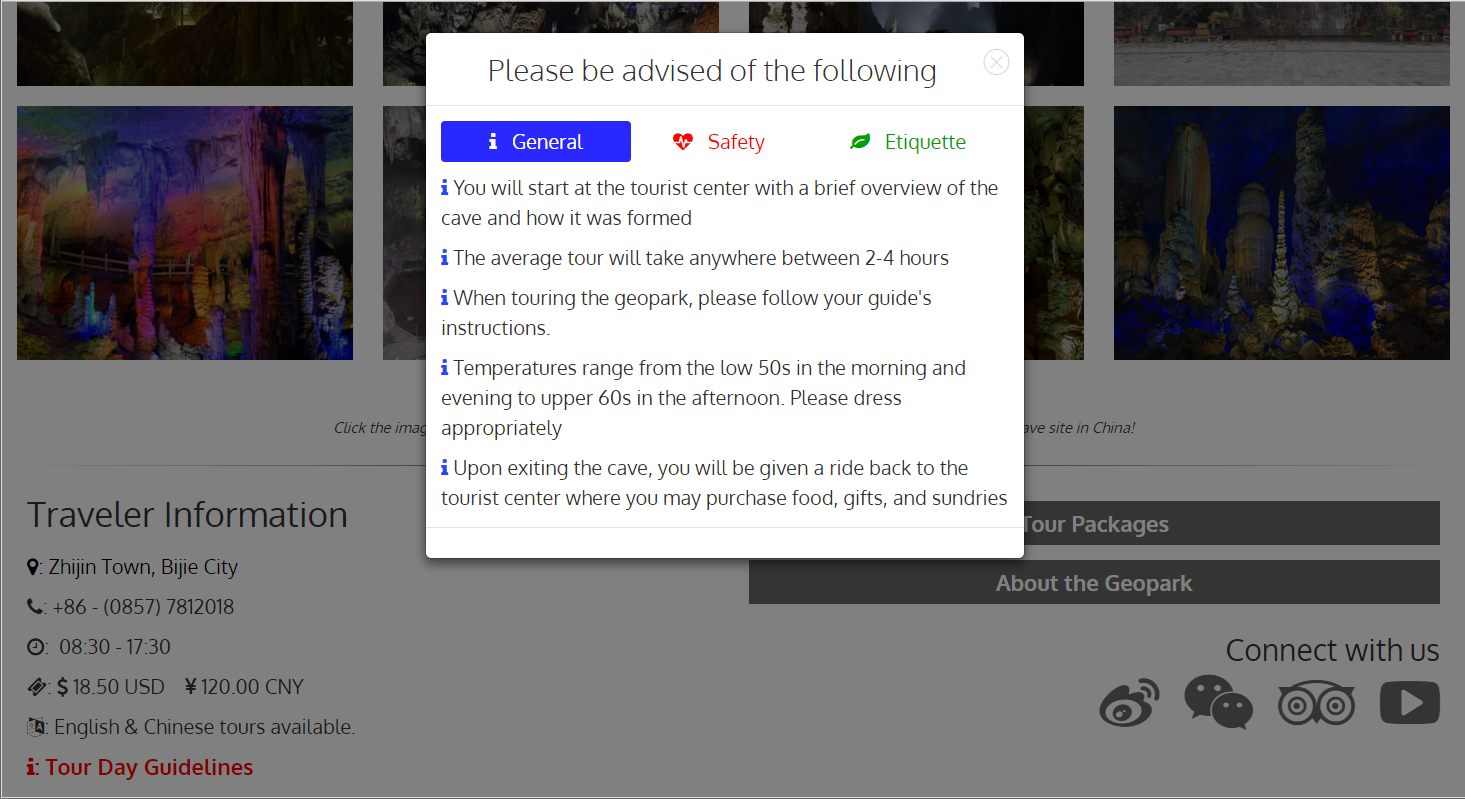 Please be advised of the following
General
Safety
Etiquette
You will start at the tourist center with a brief overview of the
cave and how it was formed
The average tour will take anywhere between 2-4 hours
When touring the geopark, please follow your guide's
instructions.
Temperatures range from the low 50s in the morning and
evening to upper 60s in the afternoon. Please dress
appropriately
Upon exiting the cave, you will be given a ride back to the
tourist center where you may purchase food, gifts, and sundries
Click the
site in China!
Traveler Information
: Zhijin Town, Bijie City
: +86 - (0857) 7812018
: 08:30 - 17:30
: $ 18.50 USD ¥ 120.00 CNY
: English & Chinese tours available.
: Tour Day Guidelines
Tour Packages
About the Geopark
Connect with us